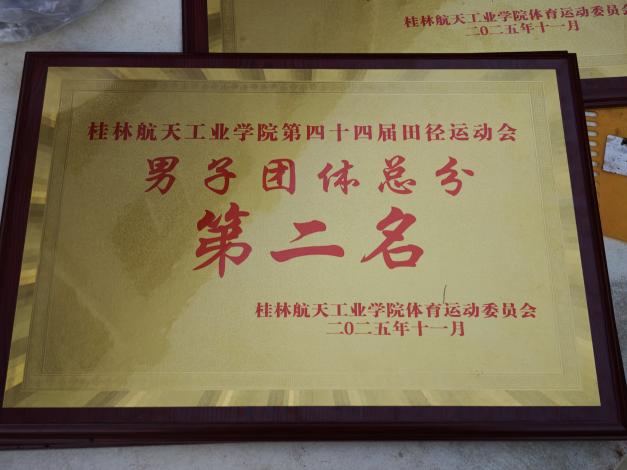 桂林航天工业学院体育运动委员会
二〇二五年十一月
桂林航天工业学院第四十四届田径运动会
男子团体总分
第二名
桂林航天工业学院体育运动委员会
二〇二五年十一月